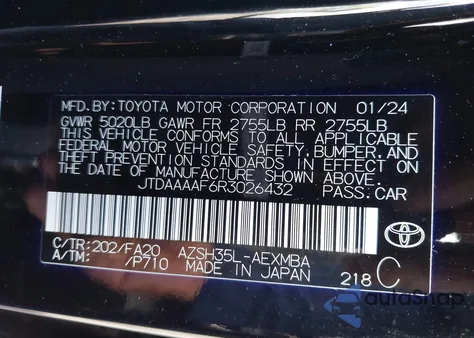 MFD. BY: TOYOTA MOTOR CORPORATION 01/24
GVWR 5020LB GAWR FR 2755LB RR 2755LB
THIS VEHICLE CONFORMS TO ALL APPLICABLE
FEDERAL MOTOR VEHICLE SAFETY, BUMPER, AND
THEFT PREVENTION STANDARDS IN EFFECT ON
THE DATE OF MANUFACTURE SHOWN ABOVE.
JTDAAAAF6R3026432 PASS. CAR
C/TR:202/FA20 AZSH35L-AEXMBA
A/TM: /P710 MADE IN JAPAN
218 C
TOYOTA
autoSnap